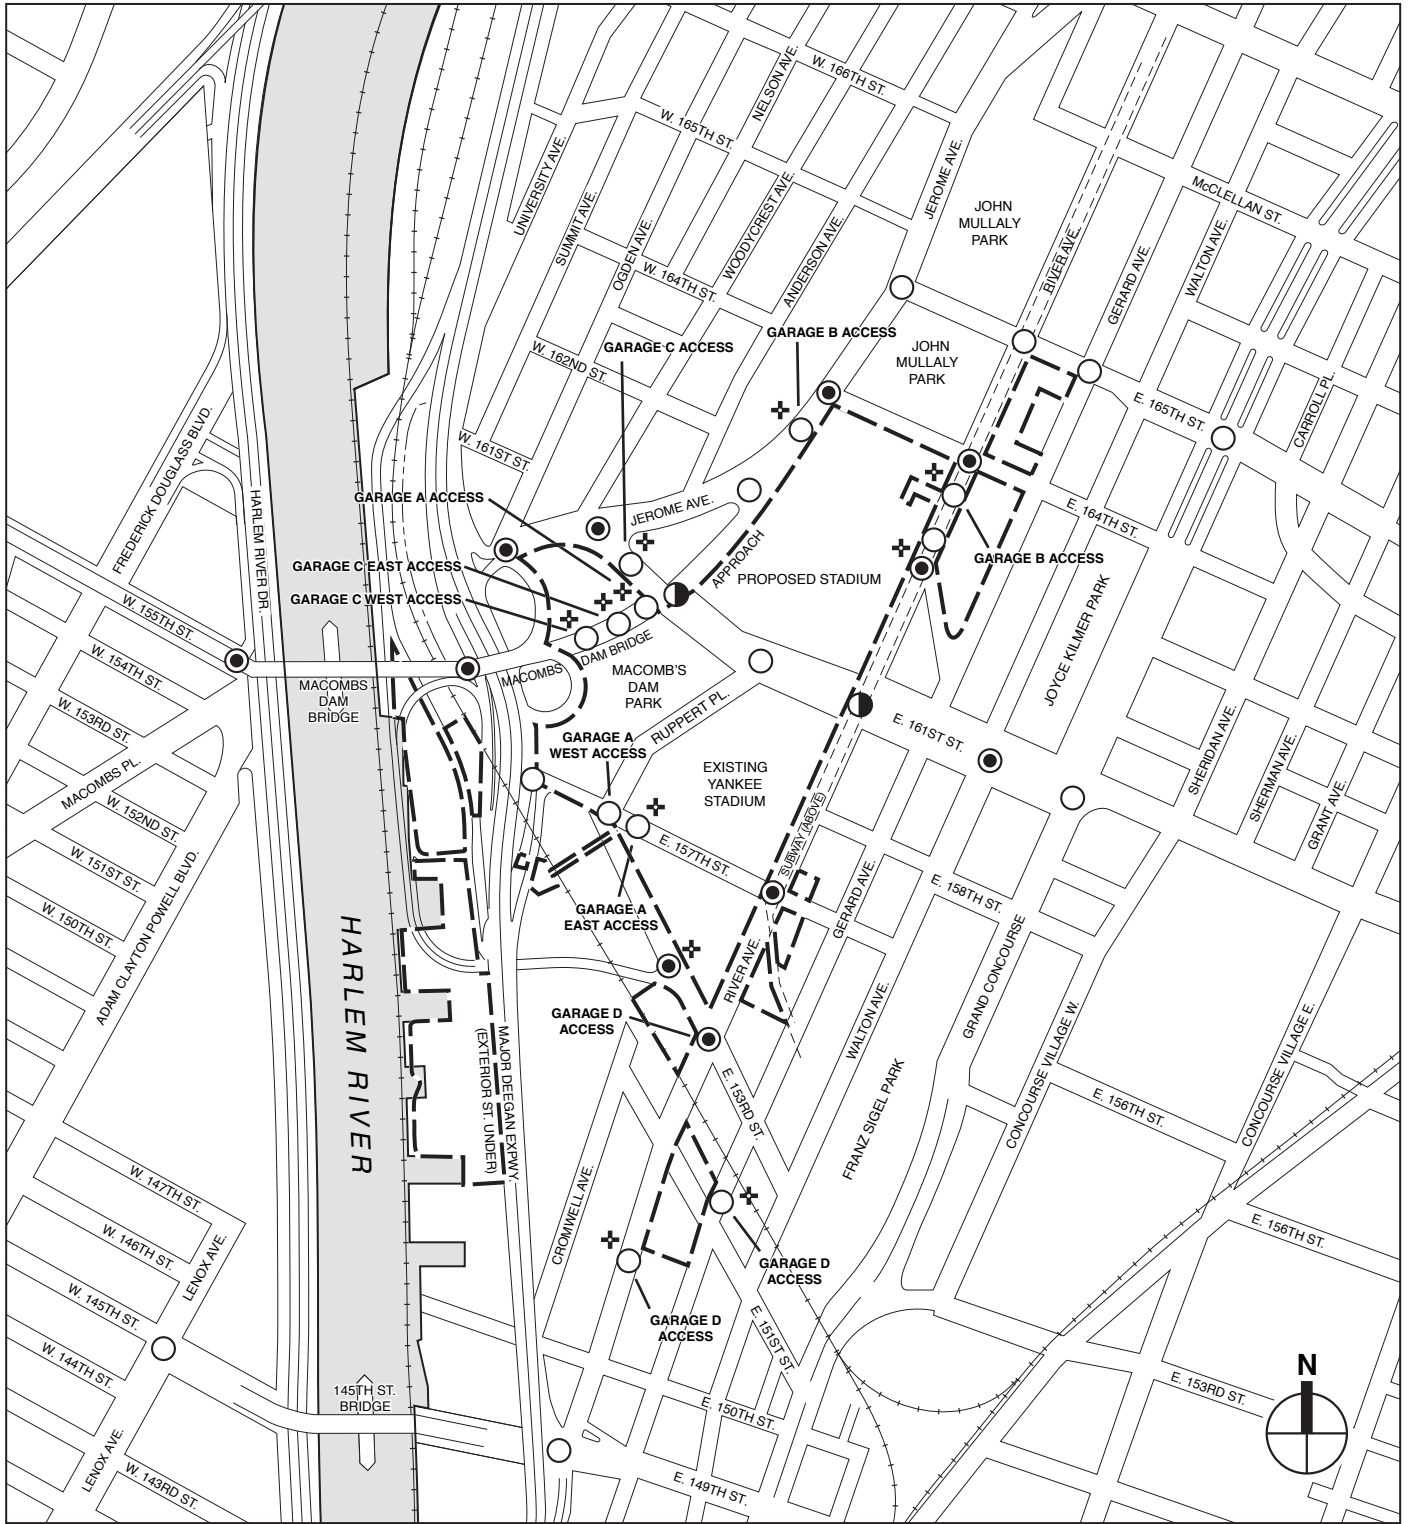 W. 166TH ST.
NELSON AVE.
W. 165TH ST.
UNIVERSITY AVE.
SUMMIT AVE.
OGDEN AVE.
WOODYCREST AVE.
ANDERSON AVE.
JEROME AVE.
JOHN
MULLALY
PARK
McCLELLAN ST.
RIVER AVE.
GERARD AVE.
WALTON AVE.
W. 164TH ST.
GARAGE B ACCESS
GARAGE C ACCESS
W. 162ND ST.
JOHN
MULLALY
PARK
E. 165TH ST.
CARROLL PL.
FREDERICK DOUGLASS BLVD.
W. 161ST ST.
GARAGE A ACCESS
HARLEM RIVER DR.
JEROME AVE.
E. 164TH ST.
APPROACH
GARAGE B ACCESS
GARAGE C EAST ACCESS
PROPOSED STADIUM
GARAGE C WEST ACCESS
W. 155TH ST.
JOYCE KILMER PARK
W. 154TH ST.
MACOMBS
DAM
BRIDGE
MACOMBS
DAM BRIDGE
MACOMB'S
DAM
PARK
RUPPERT PL.
W. 153RD ST.
E. 161ST ST.
GARAGE A
WEST ACCESS
SHERIDAN AVE.
SHERMAN AVE.
GRANT AVE.
MACOMBS PL.
EXISTING
YANKEE
STADIUM
W. 152ND ST.
SUBWAY (ABOVE)
W. 151ST ST.
E. 157TH ST.
GERARD AVE.
E. 158TH ST.
W. 150TH ST.
ADAM CLAYTON POWELL BLVD.
GARAGE A
EAST ACCESS
HARLEM RIVER
RIVER AVE.
GRAND CONCOURSE
WALTON AVE.
CONCOURSE VILLAGE W.
CONCOURSE VILLAGE E.
GARAGE D
ACCESS
MAJOR DEEGAN EXPWY.
(EXTERIOR ST. UNDER)
E. 153RD ST.
FRANZ SIGEL PARK
E. 156TH ST.
W. 147TH ST.
CROMWELL AVE.
W. 146TH ST.
LENOX AVE.
E. 156TH ST.
GARAGE D
ACCESS
W. 145TH ST.
GARAGE D
ACCESS
E. 151ST ST.
W. 144TH ST.
N
145TH ST.
BRIDGE
E. 153RD ST.
E. 150TH ST.
LENOX AVE.
W. 143RD ST.
E. 149TH ST.